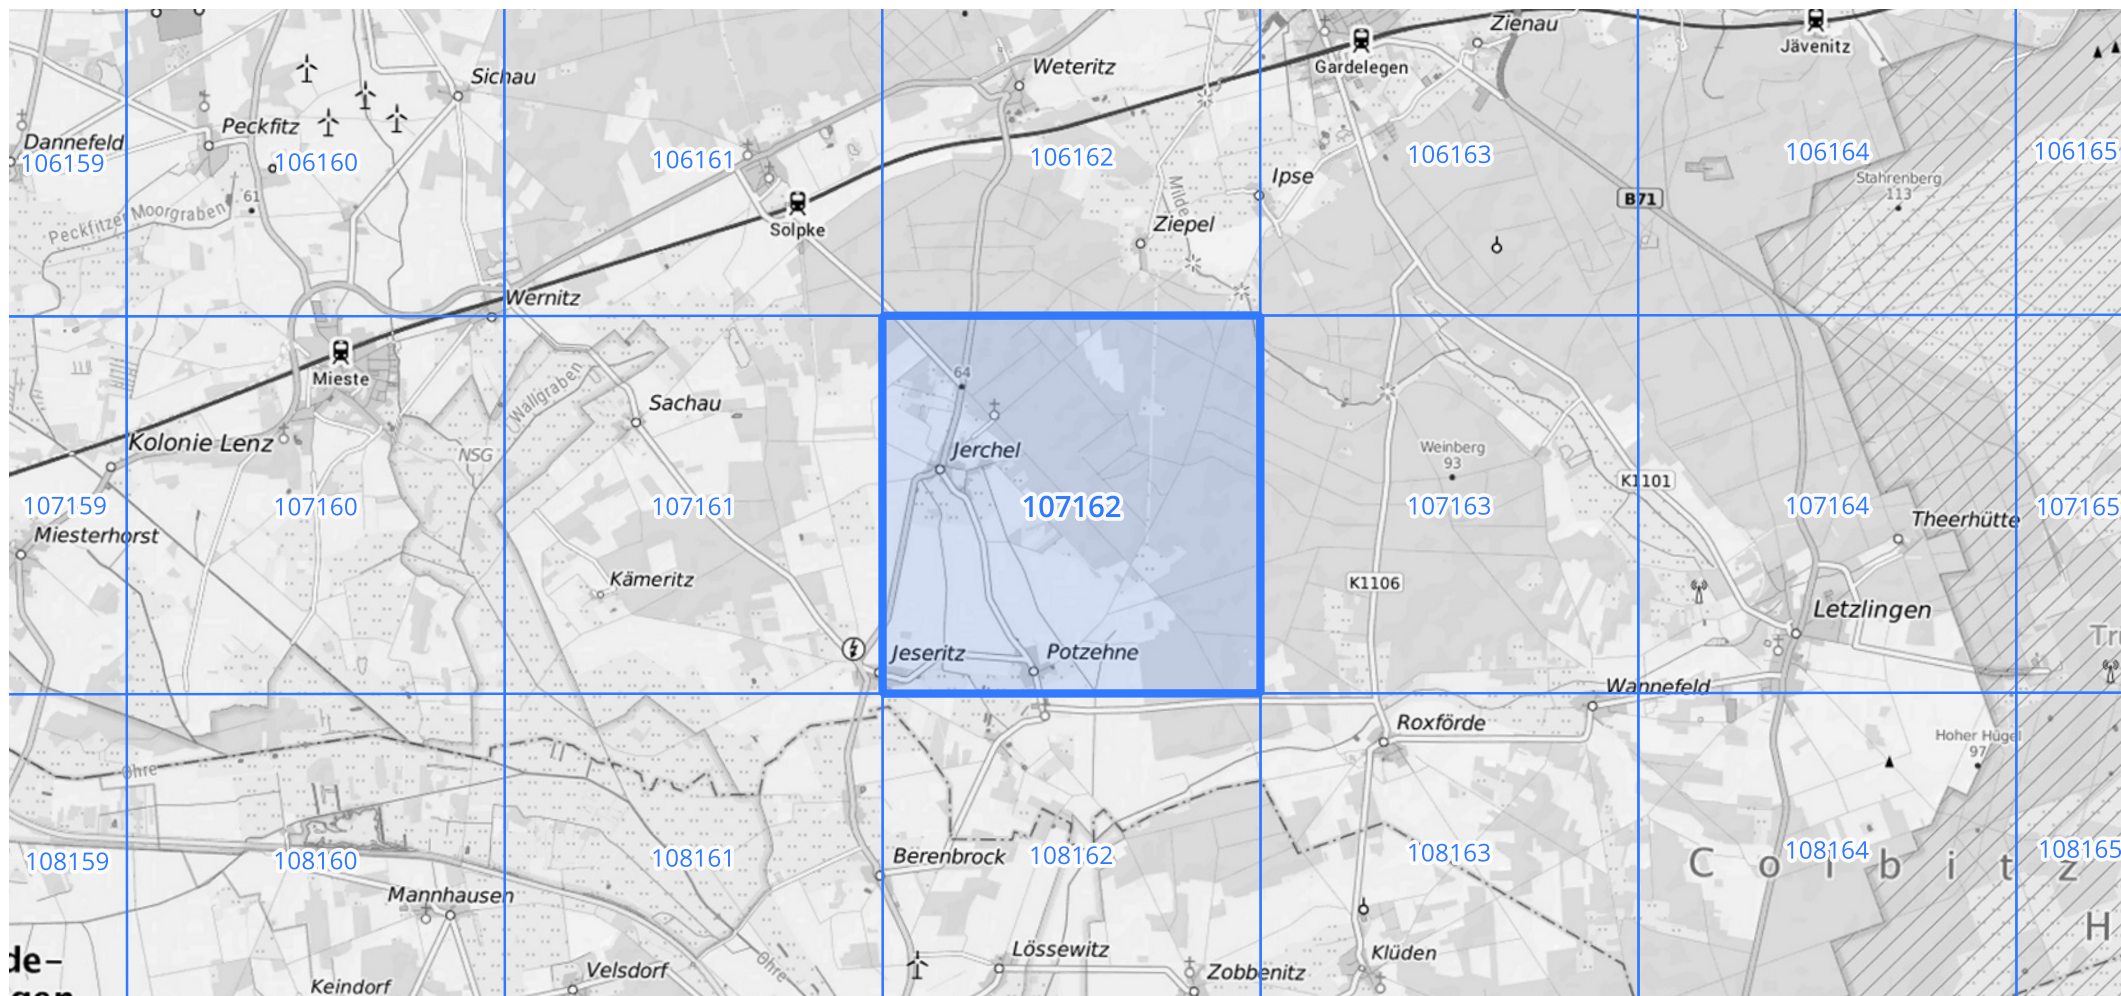 Zienau
Jävenitz
Gardelegen
Weteritz
Sichau
Peckfitz
Dannefeld
106159
106160
106161
106162
106163
106164
106165
Stahrenberg
113
Ipse
B71
61
Peckfitzer Moorgraben
Milde
Ziepel
Solpke
Wernitz
Mieste
64
Wallgraben
Sachau
Kolonie Lenz
NSG
Jerchel
Weinberg
93
K1101
107159
107160
107161
107162
107163
107164
107165
Theerhütte
Miesterhorst
Kämeritz
K1106
Letzlingen
Tr
Jeseritz
Potzehne
Wannefeld
Roxförde
Hoher Hügel
97
Ohre
108159
108160
108161
Berenbrock
108162
108163
108164
108165
C o l b i t z
Mannhausen
H
de-
gen
Keindorf
Velsdorf
Ohre
Lössewitz
Zobbenitz
Klüden